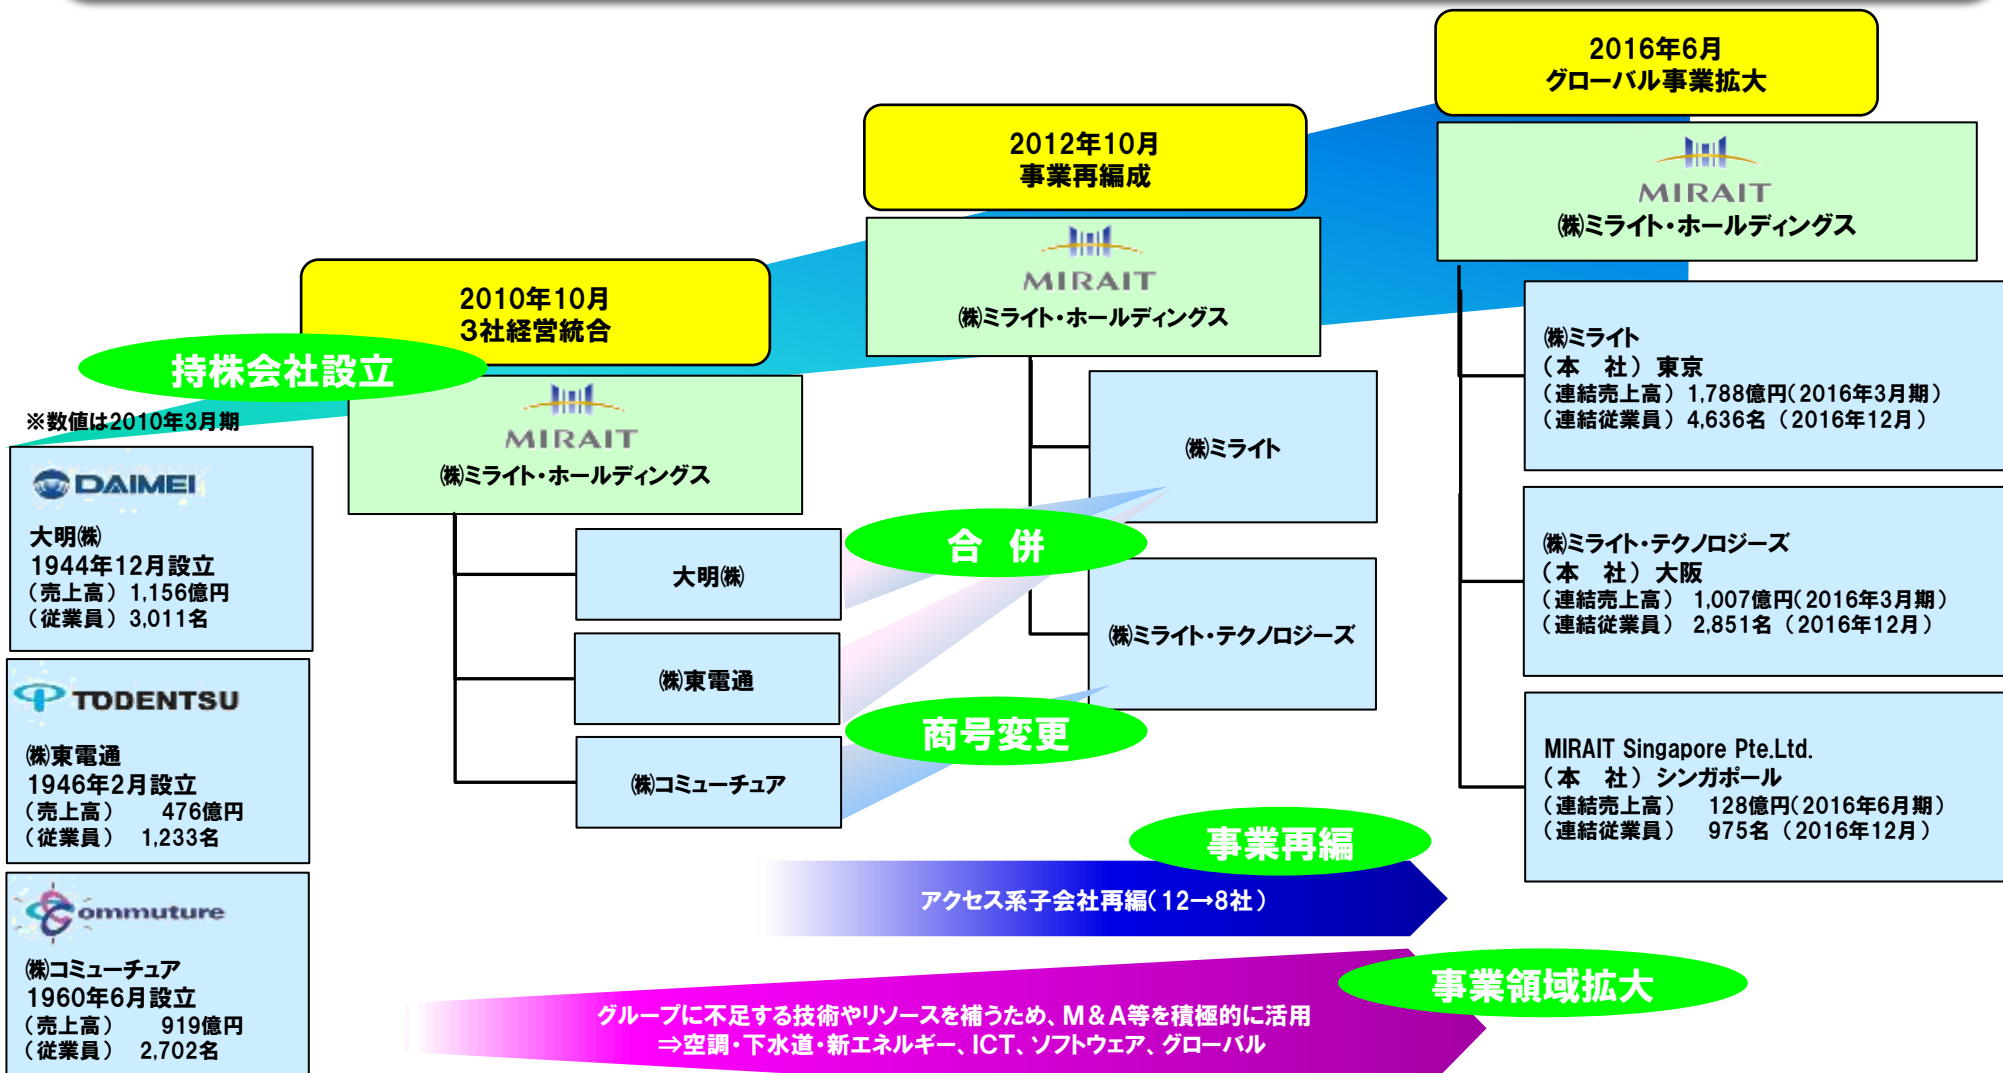 2016年6月
グローバル事業拡大
MIRAIT
㈱ミライト・ホールディングス
2012年10月
事業再編成
MIRAIT
㈱ミライト・ホールディングス
2010年10月
3社経営統合
持株会社設立
MIRAIT
㈱ミライト・ホールディングス
※数値は2010年3月期
DAIMEI
大明㈱
1944年12月設立
(売上高) 1,156億円
(従業員) 3,011名
TODENTSU
㈱東電通
1946年2月設立
(売上高) 476億円
(従業員) 1,233名
Commuture
㈱コミューチュア
1960年6月設立
(売上高) 919億円
(従業員) 2,702名
大明㈱
㈱東電通
㈱コミューチュア
合 併
商号変更
㈱ミライト
㈱ミライト・テクノロジーズ
㈱ミライト
(本 社) 東京
(連結売上高) 1,788億円(2016年3月期)
(連結従業員) 4,636名 (2016年12月)
㈱ミライト・テクノロジーズ
(本 社) 大阪
(連結売上高) 1,007億円(2016年3月期)
(連結従業員) 2,851名 (2016年12月)
MIRAIT Singapore Pte.Ltd.
(本 社) シンガポール
(連結売上高) 128億円(2016年6月期)
(連結従業員) 975名 (2016年12月)
事業再編
アクセス系子会社再編(12→8社)
事業領域拡大
グループに不足する技術やリソースを補うため、M&A等を積極的に活用
⇒空調・下水道・新エネルギー、ICT、ソフトウェア、グローバル